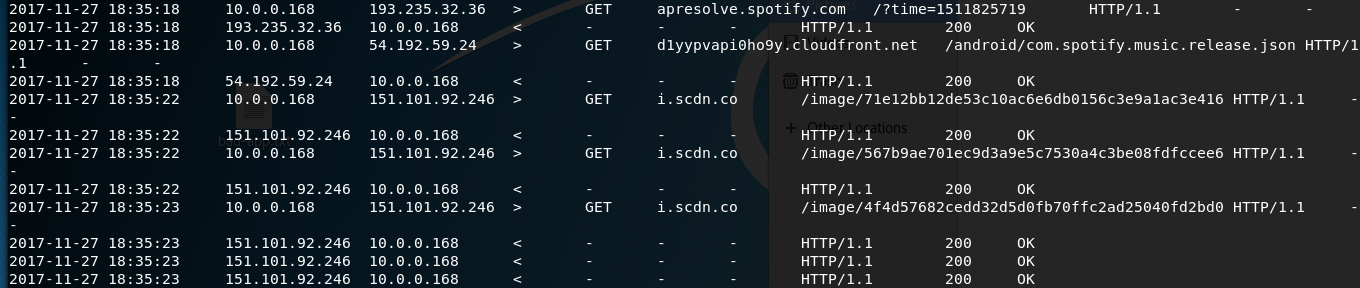 2017-11-27 18:35:18 10.0.0.168 193.235.32.36 > GET apresolve.spotify.com /?time=1511825719 HTTP/1.1 - -
2017-11-27 18:35:18 193.235.32.36 10.0.0.168 < - - - HTTP/1.1 200 OK
2017-11-27 18:35:18 10.0.0.168 54.192.59.24 > GET d1yypvapi0ho9y.cloudfront.net /android/com.spotify.music.release.json HTTP/1
.1 - -
2017-11-27 18:35:18 54.192.59.24 10.0.0.168 < - - - HTTP/1.1 200 OK
2017-11-27 18:35:22 10.0.0.168 151.101.92.246 > GET i.scdn.co /image/71e12bb12de53c10ac6e6db0156c3e9a1ac3e416 HTTP/1.1 -
-
Other Locations
2017-11-27 18:35:22 151.101.92.246 10.0.0.168 < - - - HTTP/1.1 200 OK
bad-app.txt
2017-11-27 18:35:22 10.0.0.168 151.101.92.246 > GET i.scdn.co /image/567b9ae701ec9d3a9e5c7530a4c3be08fdfccee6 HTTP/1.1 -
-
2017-11-27 18:35:22 151.101.92.246 10.0.0.168 < - - - HTTP/1.1 200 OK
2017-11-27 18:35:23 10.0.0.168 151.101.92.246 > GET i.scdn.co /image/4f4d57682cedd32d5d0fb70ffc2ad25040fd2bd0 HTTP/1.1 -
-
2017-11-27 18:35:23 151.101.92.246 10.0.0.168 < - - - HTTP/1.1 200 OK
2017-11-27 18:35:23 151.101.92.246 10.0.0.168 < - - - HTTP/1.1 200 OK
2017-11-27 18:35:23 151.101.92.246 10.0.0.168 < - - - HTTP/1.1 200 OK